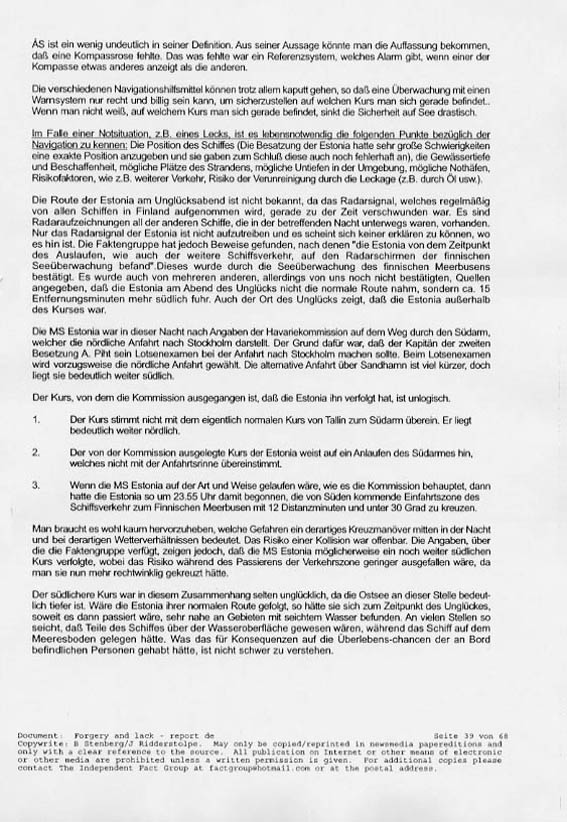 ÅS ist ein wenig undeutlich in seiner Definition. Aus seiner Aussage könnte man die Auffassung bekommen,
daß eine Kompassrose fehlte. Das was fehlte war ein Referenzsystem, welches Alarm gibt, wenn einer der
Kompasse etwas anderes anzeigt als die anderen.
Die verschiedenen Navigationshilfsmittel können trotz allem kaputt gehen, so daß eine Überwachung mit einen
Warnsystem nur recht und billig sein kann, um sicherzustellen auf welchen Kurs man sich gerade befindet..
Wenn man nicht weiß, auf welchem Kurs man sich gerade befindet, sinkt die Sicherheit auf See drastisch.
Im Falle einer Notsituation, z.B. eines Lecks, ist es lebensnotwendig die folgenden Punkte bezüglich der
Navigation zu kennen: Die Position des Schiffes (Die Besatzung der Estonia hatte sehr große Schwierigkeiten
eine exakte Position anzugeben und sie gaben zum Schluß diese auch noch fehlerhaft an), die Gewässertiefe
und Beschaffenheit, mögliche Plätze des Strandens, mögliche Untiefen in der Umgebung, mögliche Nothäfen,
Risikofaktoren, wie z.B. weiterer Verkehr, Risiko der Verunreinigung durch die Leckage (z.B. durch Öl usw.).
Die Route der Estonia am Unglücksabend ist nicht bekannt, da das Radarsignal, welches regelmäßig
von allen Schiffen in Finland aufgenommen wird, gerade zu der Zeit verschwunden war. Es sind
Radaraufzeichnungen all der anderen Schiffe, die in der betreffenden Nacht unterwegs waren, vorhanden.
Nur das Radarsignal der Estonia ist nicht aufzutreiben und es scheint sich keiner erklären zu können, wo
es hin ist. Die Faktengruppe hat jedoch Beweise gefunden, nach denen "die Estonia von dem Zeitpunkt
des Auslaufen, wie auch der weitere Schiffsverkehr, auf den Radarschirmen der finnischen
Seeüberwachung befand".Dieses wurde durch die Seeüberwachung des finnischen Meerbusens
bestätigt. Es wurde auch von mehreren anderen, allerdings von uns noch nicht bestätigten, Quellen
angegeben, daß die Estonia am Abend des Unglücks nicht die normale Route nahm, sondern ca. 15
Entfernungsminuten mehr südlich fuhr. Auch der Ort des Unglücks zeigt, daß die Estonia außerhalb
des Kurses war.
Die MS Estonia war in dieser Nacht nach Angaben der Havariekommission auf dem Weg durch den Südarm,
welcher die nördliche Anfahrt nach Stockholm darstellt. Der Grund dafür war, daß der Kapitän der zweiten
Besetzung A. Piht sein Lotsenexamen bei der Anfahrt nach Stockholm machen sollte. Beim Lotsenexamen
wird vorzugsweise die nördliche Anfahrt gewählt. Die alternative Anfahrt über Sandhamn ist viel kürzer, doch
liegt sie bedeutlich weiter südlich.
Der Kurs, von dem die Kommission ausgegangen ist, daß die Estonia ihn verfolgt hat, ist unlogisch.
1. Der Kurs stimmt nicht mit dem eigentlich normalen Kurs von Tallin zum Südarm überein. Er liegt
bedeutlich weiter nördlich.
2. Der von der Kommission ausgelegte Kurs der Estonia weist auf ein Anlaufen des Südarmes hin,
welches nicht mit der Anfahrtsrinne übereinstimmt.
3. Wenn die MS Estonia auf der Art und Weise gelaufen wäre, wie es die Kommission behauptet, dann
hatte die Estonia so um 23.55 Uhr damit begonnen, die von Süden kommende Einfahrtszone des
Schiffsverkehr zum Finnischen Meerbusen mit 12 Distanzminuten und unter 30 Grad zu kreuzen.
Man braucht es wohl kaum hervorzuheben, welche Gefahren ein derartiges Kreuzmanöver mitten in der Nacht
und bei derartigen Wetterverhältnissen bedeutet. Das Risiko einer Kollision war offenbar. Die Angaben, über
die die Faktengruppe verfügt, zeigen jedoch, daß die MS Estonia möglicherweise ein noch weiter südlichen
Kurs verfolgte, wobei das Risiko während des Passierens der Verkehrszone geringer ausgefallen wäre, da
man sie nun mehr rechtwinklig gekreuzt hätte.
Der südlichere Kurs war in diesem Zusammenhang selten unglücklich, da die Ostsee an dieser Stelle bedeut-
lich tiefer ist. Wäre die Estonia ihrer normalen Route gefolgt, so hätte sie sich zum Zeitpunkt des Unglückes,
soweit es dann passiert wäre, sehr nahe an Gebieten mit seichtem Wasser befunden. An vielen Stellen so
seicht, daß Teile des Schiffes über der Wasseroberfläche gewesen wären, während das Schiff auf dem
Meeresboden gelegen hätte. Was das für Konsequenzen auf die Überlebens-chancen der an Bord
befindlichen Personen gehabt hätte, ist nicht schwer zu verstehen.
Document: Forgery and lack - report de Seite 39 von 68
Copywrite: B Stenberg/J Ridderstolpe. May only be copied/reprinted in newsmedia papereditions and
only with a clear reference to the source. All publication on Internet or other means of electronic
or other media are prohibited unless a written permission is given. For additional copies please
contact The Independent Fact Group at factgroup@hotmail.com or at the postal address.